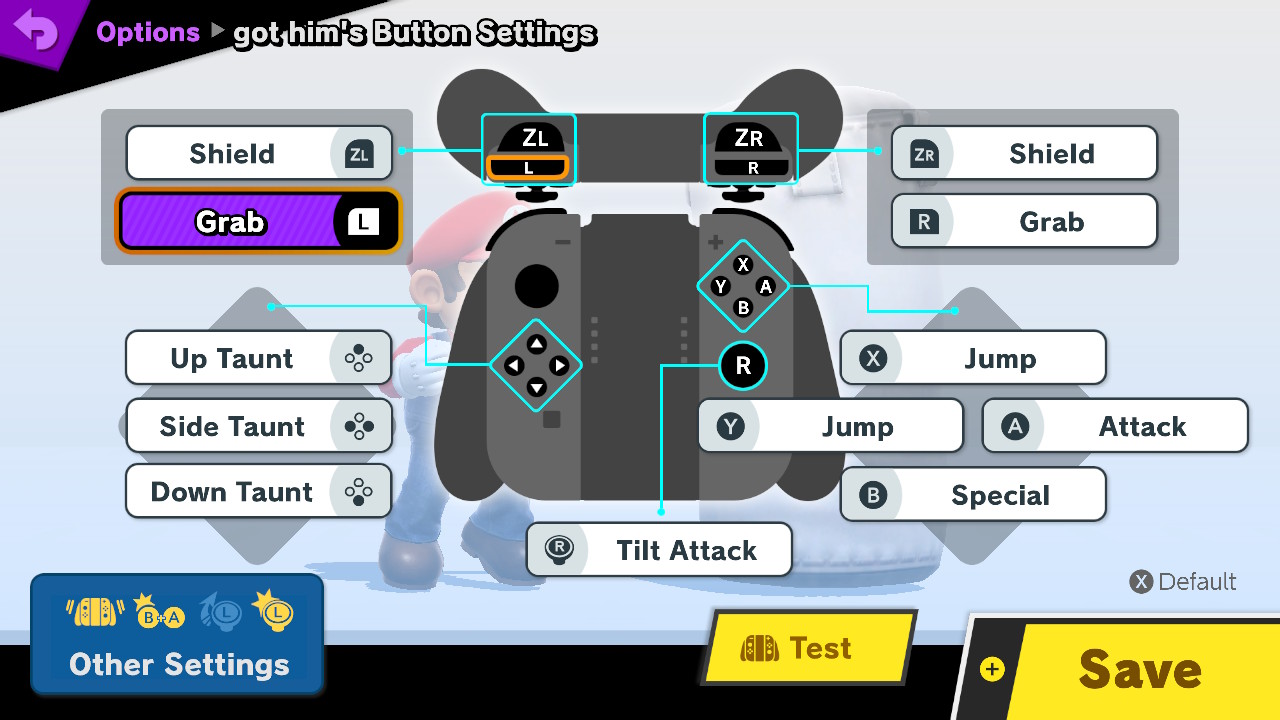 Options ▶ got him's Button Settings
Shield ZL
ZL
L
ZR
R
ZR Shield
Grab L
R Grab
− +
X
Y A
B
R
Up Taunt
X Jump
Side Taunt
Y Jump
A Attack
Down Taunt
B Special
R Tilt Attack
X Default
B+A L L
Other Settings
Test
+ Save